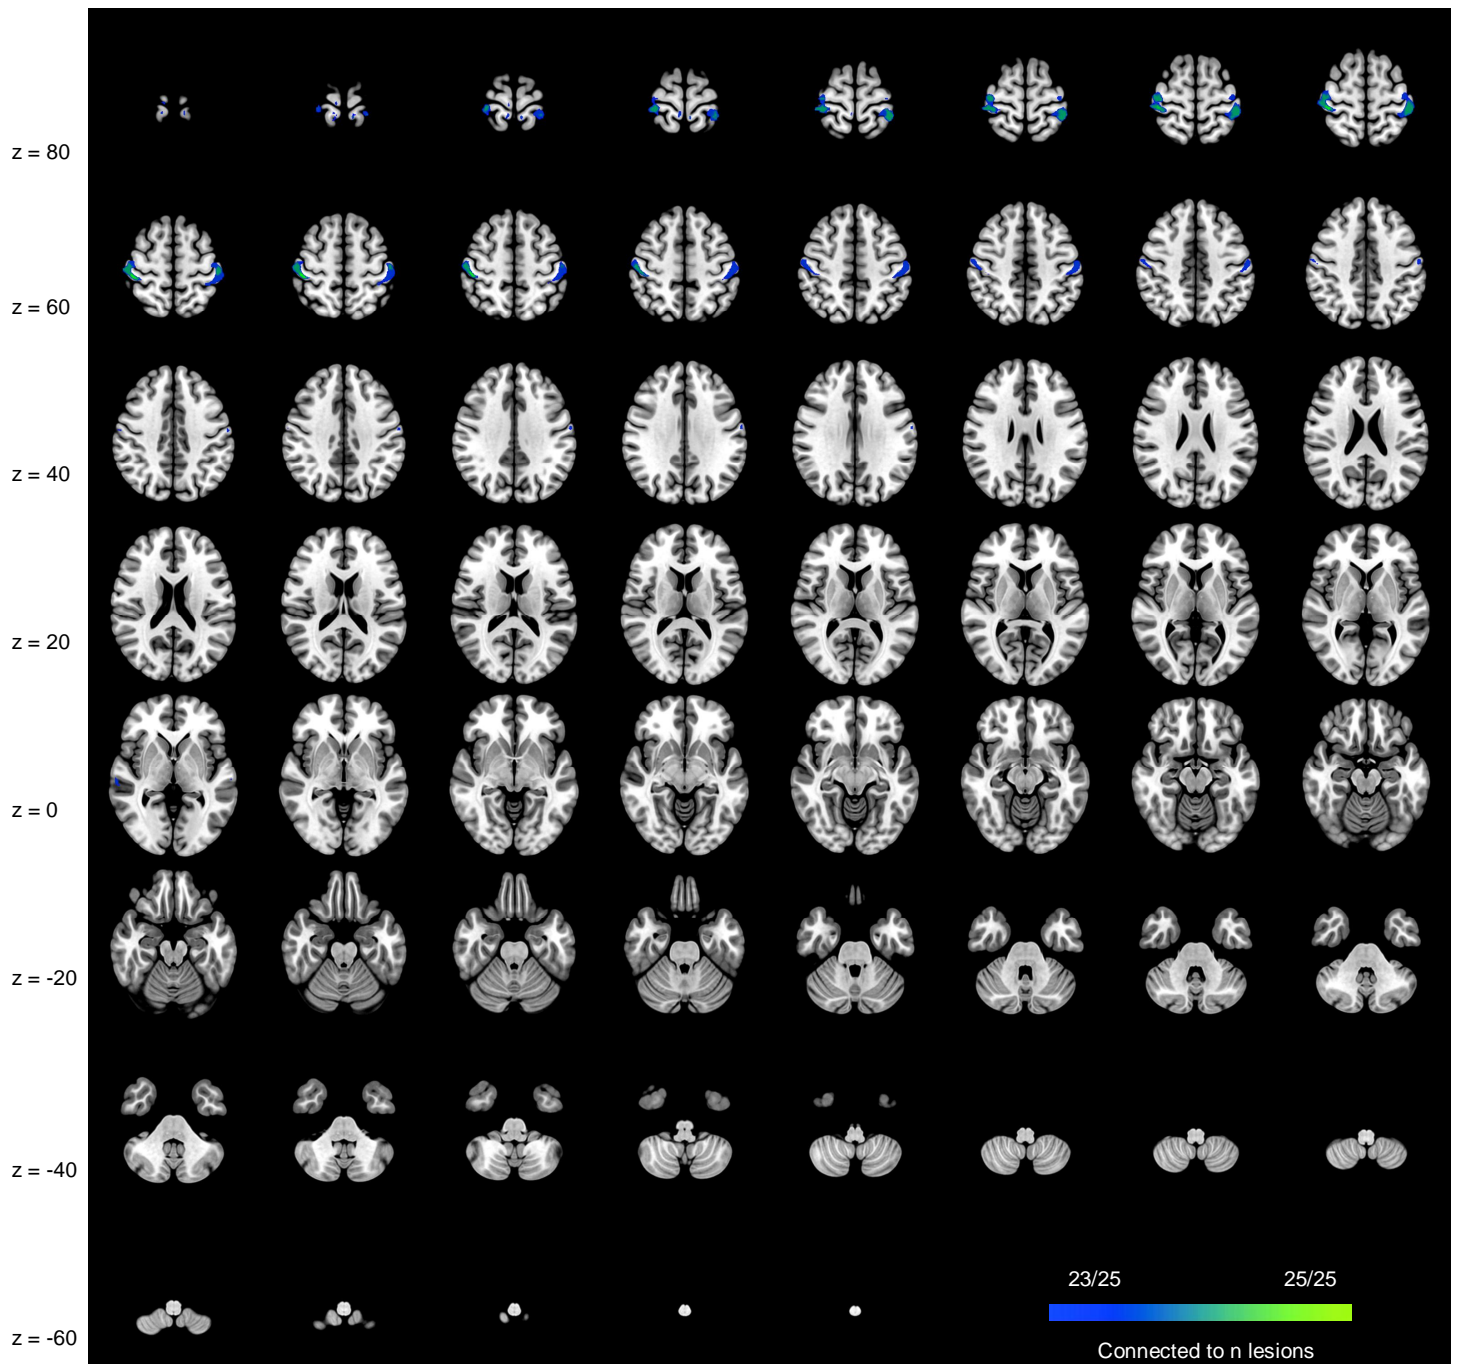 z = 80
z = 60
z = 40
z = 20
z = 0
z = -20
z = -40
z = -60
23/25 25/25
Connected to n lesions